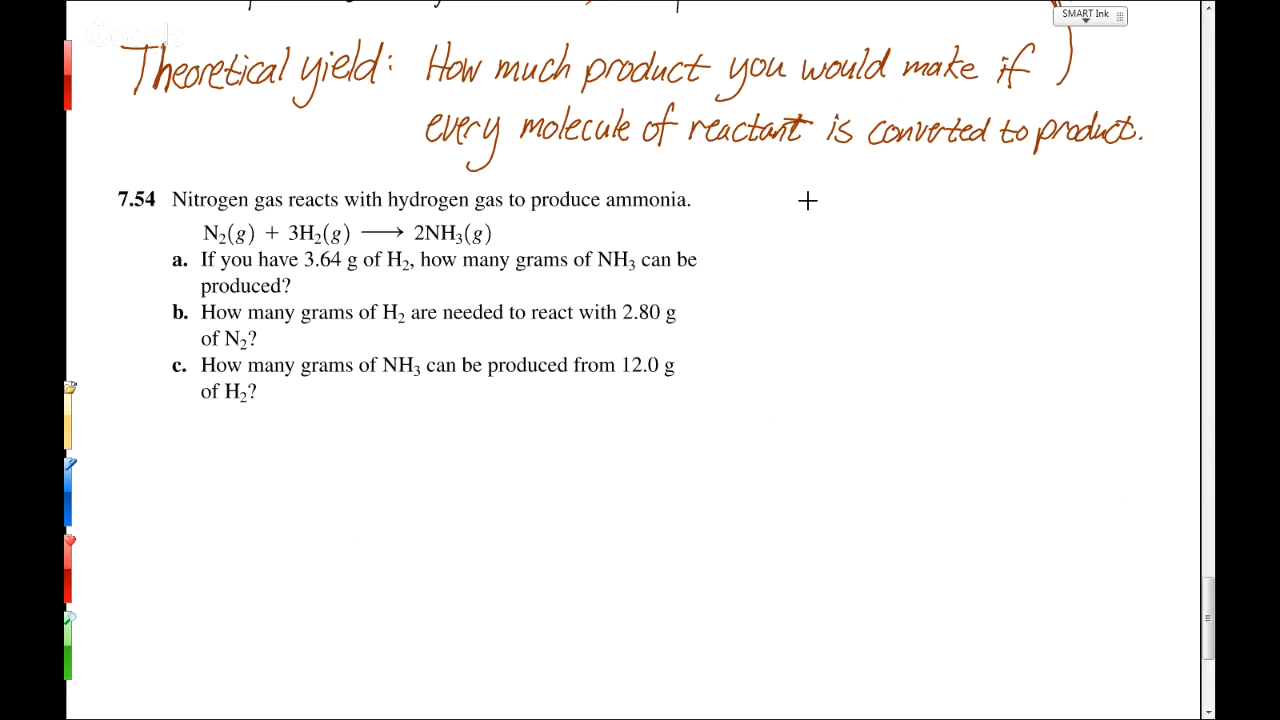 SMART Ink
Theoretical yield: How much product you would make if
every molecule of reactant is converted to product.
7.54 Nitrogen gas reacts with hydrogen gas to produce ammonia.
N₂(g) + 3H₂(g) ⟶ 2NH₃(g)
a. If you have 3.64 g of H₂, how many grams of NH₃ can be
produced?
b. How many grams of H₂ are needed to react with 2.80 g
of N₂?
c. How many grams of NH₃ can be produced from 12.0 g
of H₂?